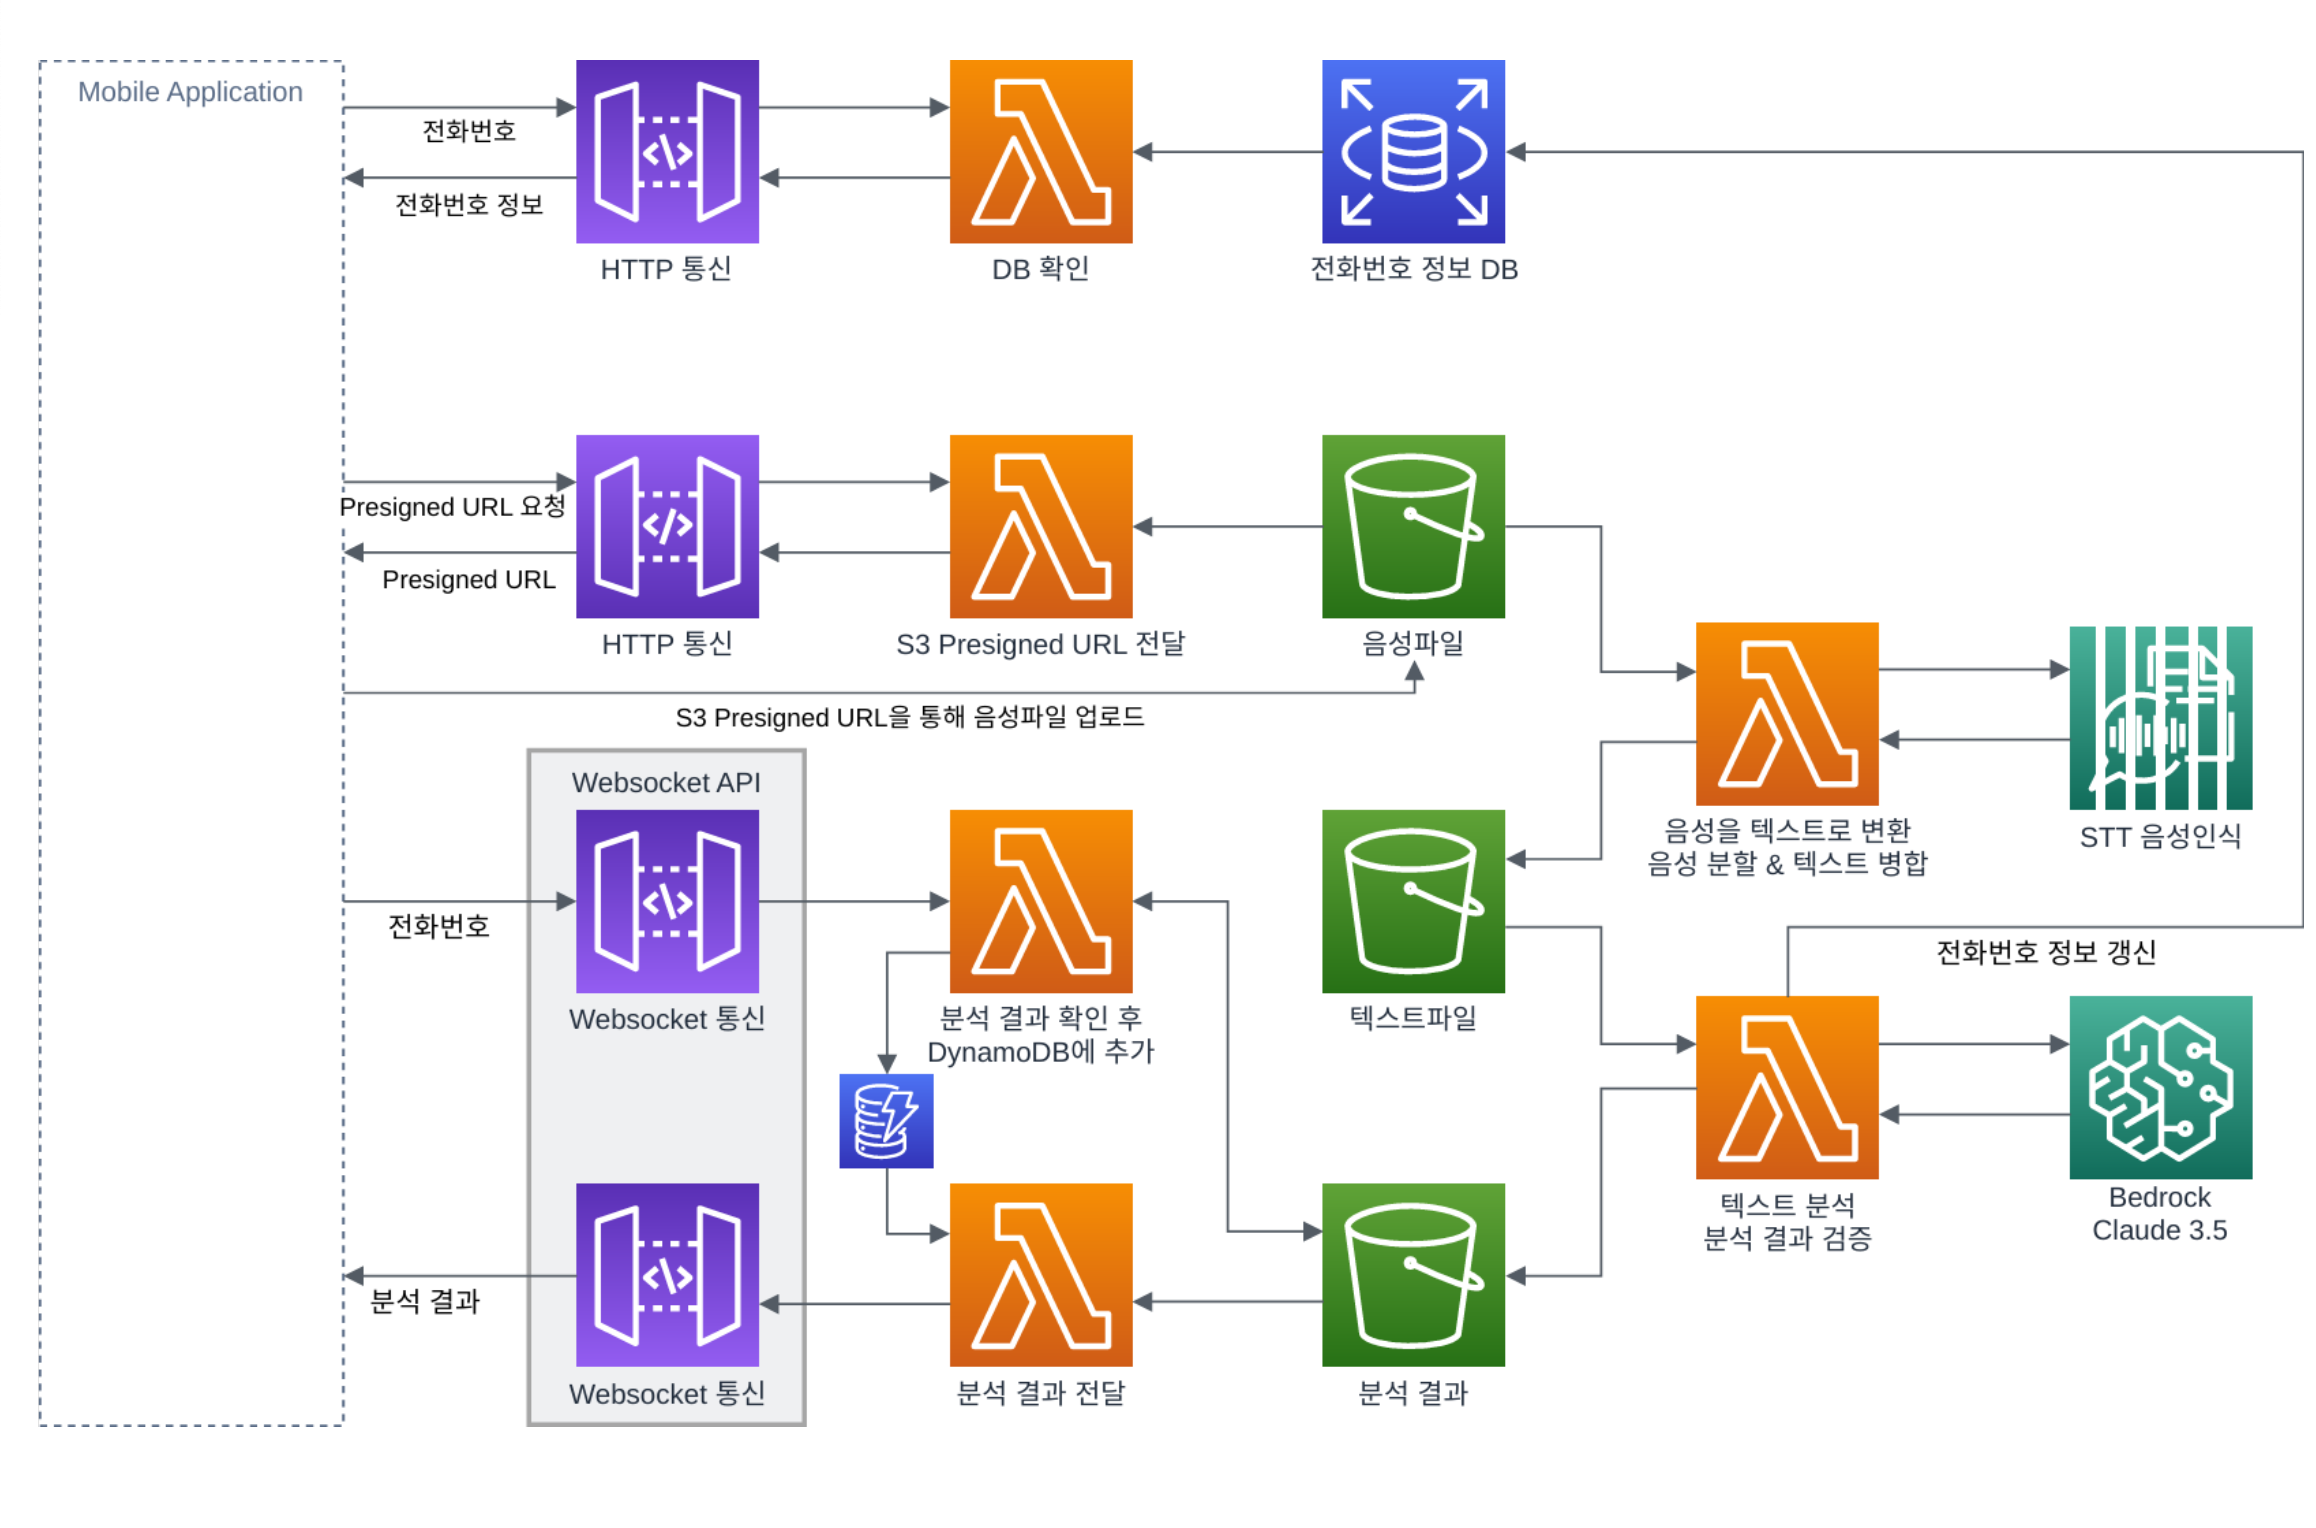 Mobile Application
전화번호
전화번호 정보
HTTP 통신
DB 확인
전화번호 정보 DB
Presigned URL 요청
Presigned URL
HTTP 통신
S3 Presigned URL 전달
음성파일
S3 Presigned URL을 통해 음성파일 업로드
음성을 텍스트로 변환
음성 분할 & 텍스트 병합
STT 음성인식
Websocket API
전화번호
Websocket 통신
분석 결과 확인 후
DynamoDB에 추가
텍스트파일
전화번호 정보 갱신
텍스트 분석
분석 결과 검증
Bedrock
Claude 3.5
분석 결과
Websocket 통신
분석 결과 전달
분석 결과